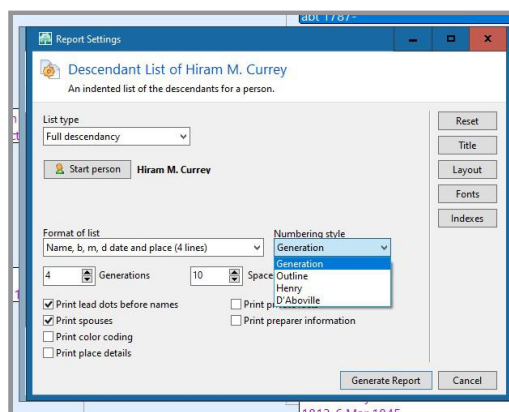 abt 1787-
Report Settings
Descendant List of Hiram M. Currey
An indented list of the descendants for a person.
List type
Full descendancy
Start person Hiram M. Currey
Format of list
Name, b, m, d date and place (4 lines)
4 Generations 10 Space
Numbering style
Generation
Generation
Outline
Henry
D'Aboville
Print lead dots before names
Print spouses
Print color coding
Print place details
Print pr
Print preparer information
Reset
Title
Layout
Fonts
Indexes
Generate Report
Cancel